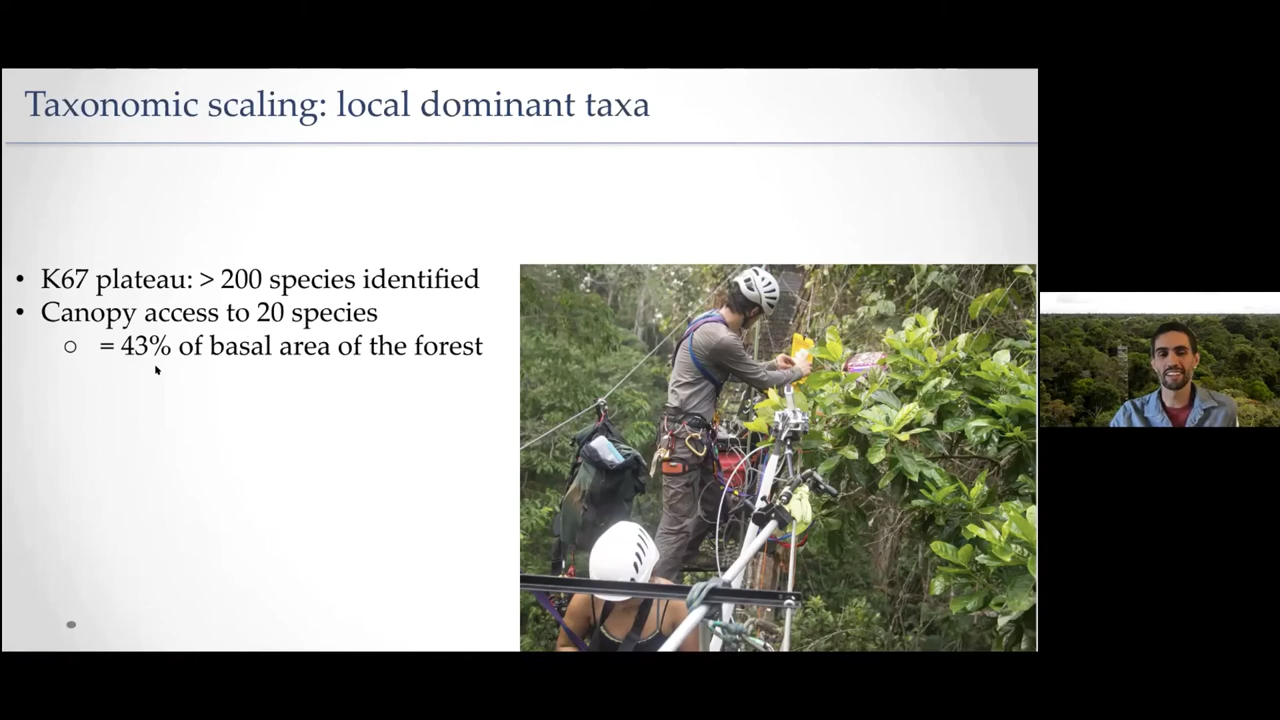 Taxonomic scaling: local dominant taxa
• K67 plateau: > 200 species identified
• Canopy access to 20 species
○ = 43% of basal area of the forest